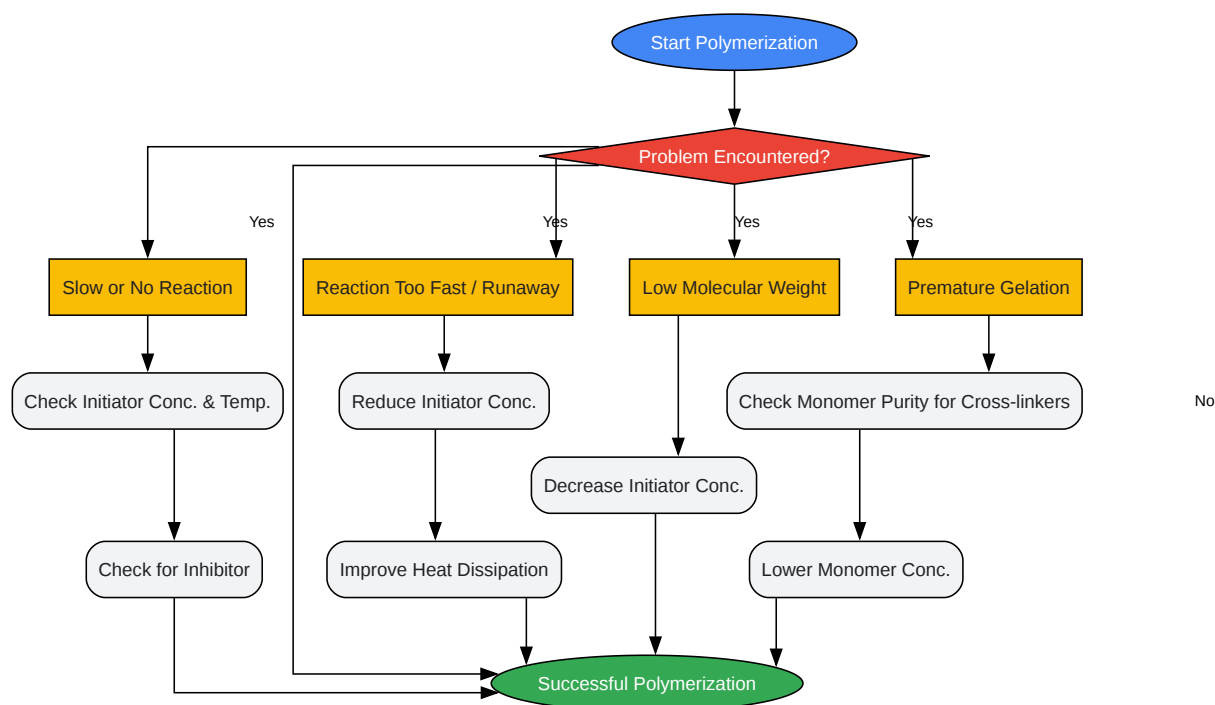 Start Polymerization
Problem Encountered?
Yes
Yes
Yes
Yes
Slow or No Reaction
Reaction Too Fast / Runaway
Low Molecular Weight
Premature Gelation
Check Initiator Conc. & Temp.
Reduce Initiator Conc.
Check Monomer Purity for Cross-linkers
No
Decrease Initiator Conc.
Check for Inhibitor
Improve Heat Dissipation
Lower Monomer Conc.
Successful Polymerization